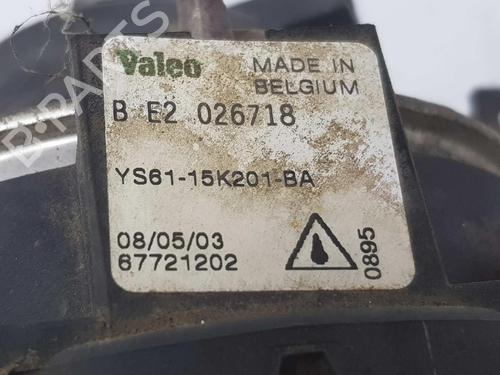 Valeo
MADE IN
BELGIUM
B E2 026718
YS61-15K201-BA
08/05/03
67721202
0895
B-PARTS